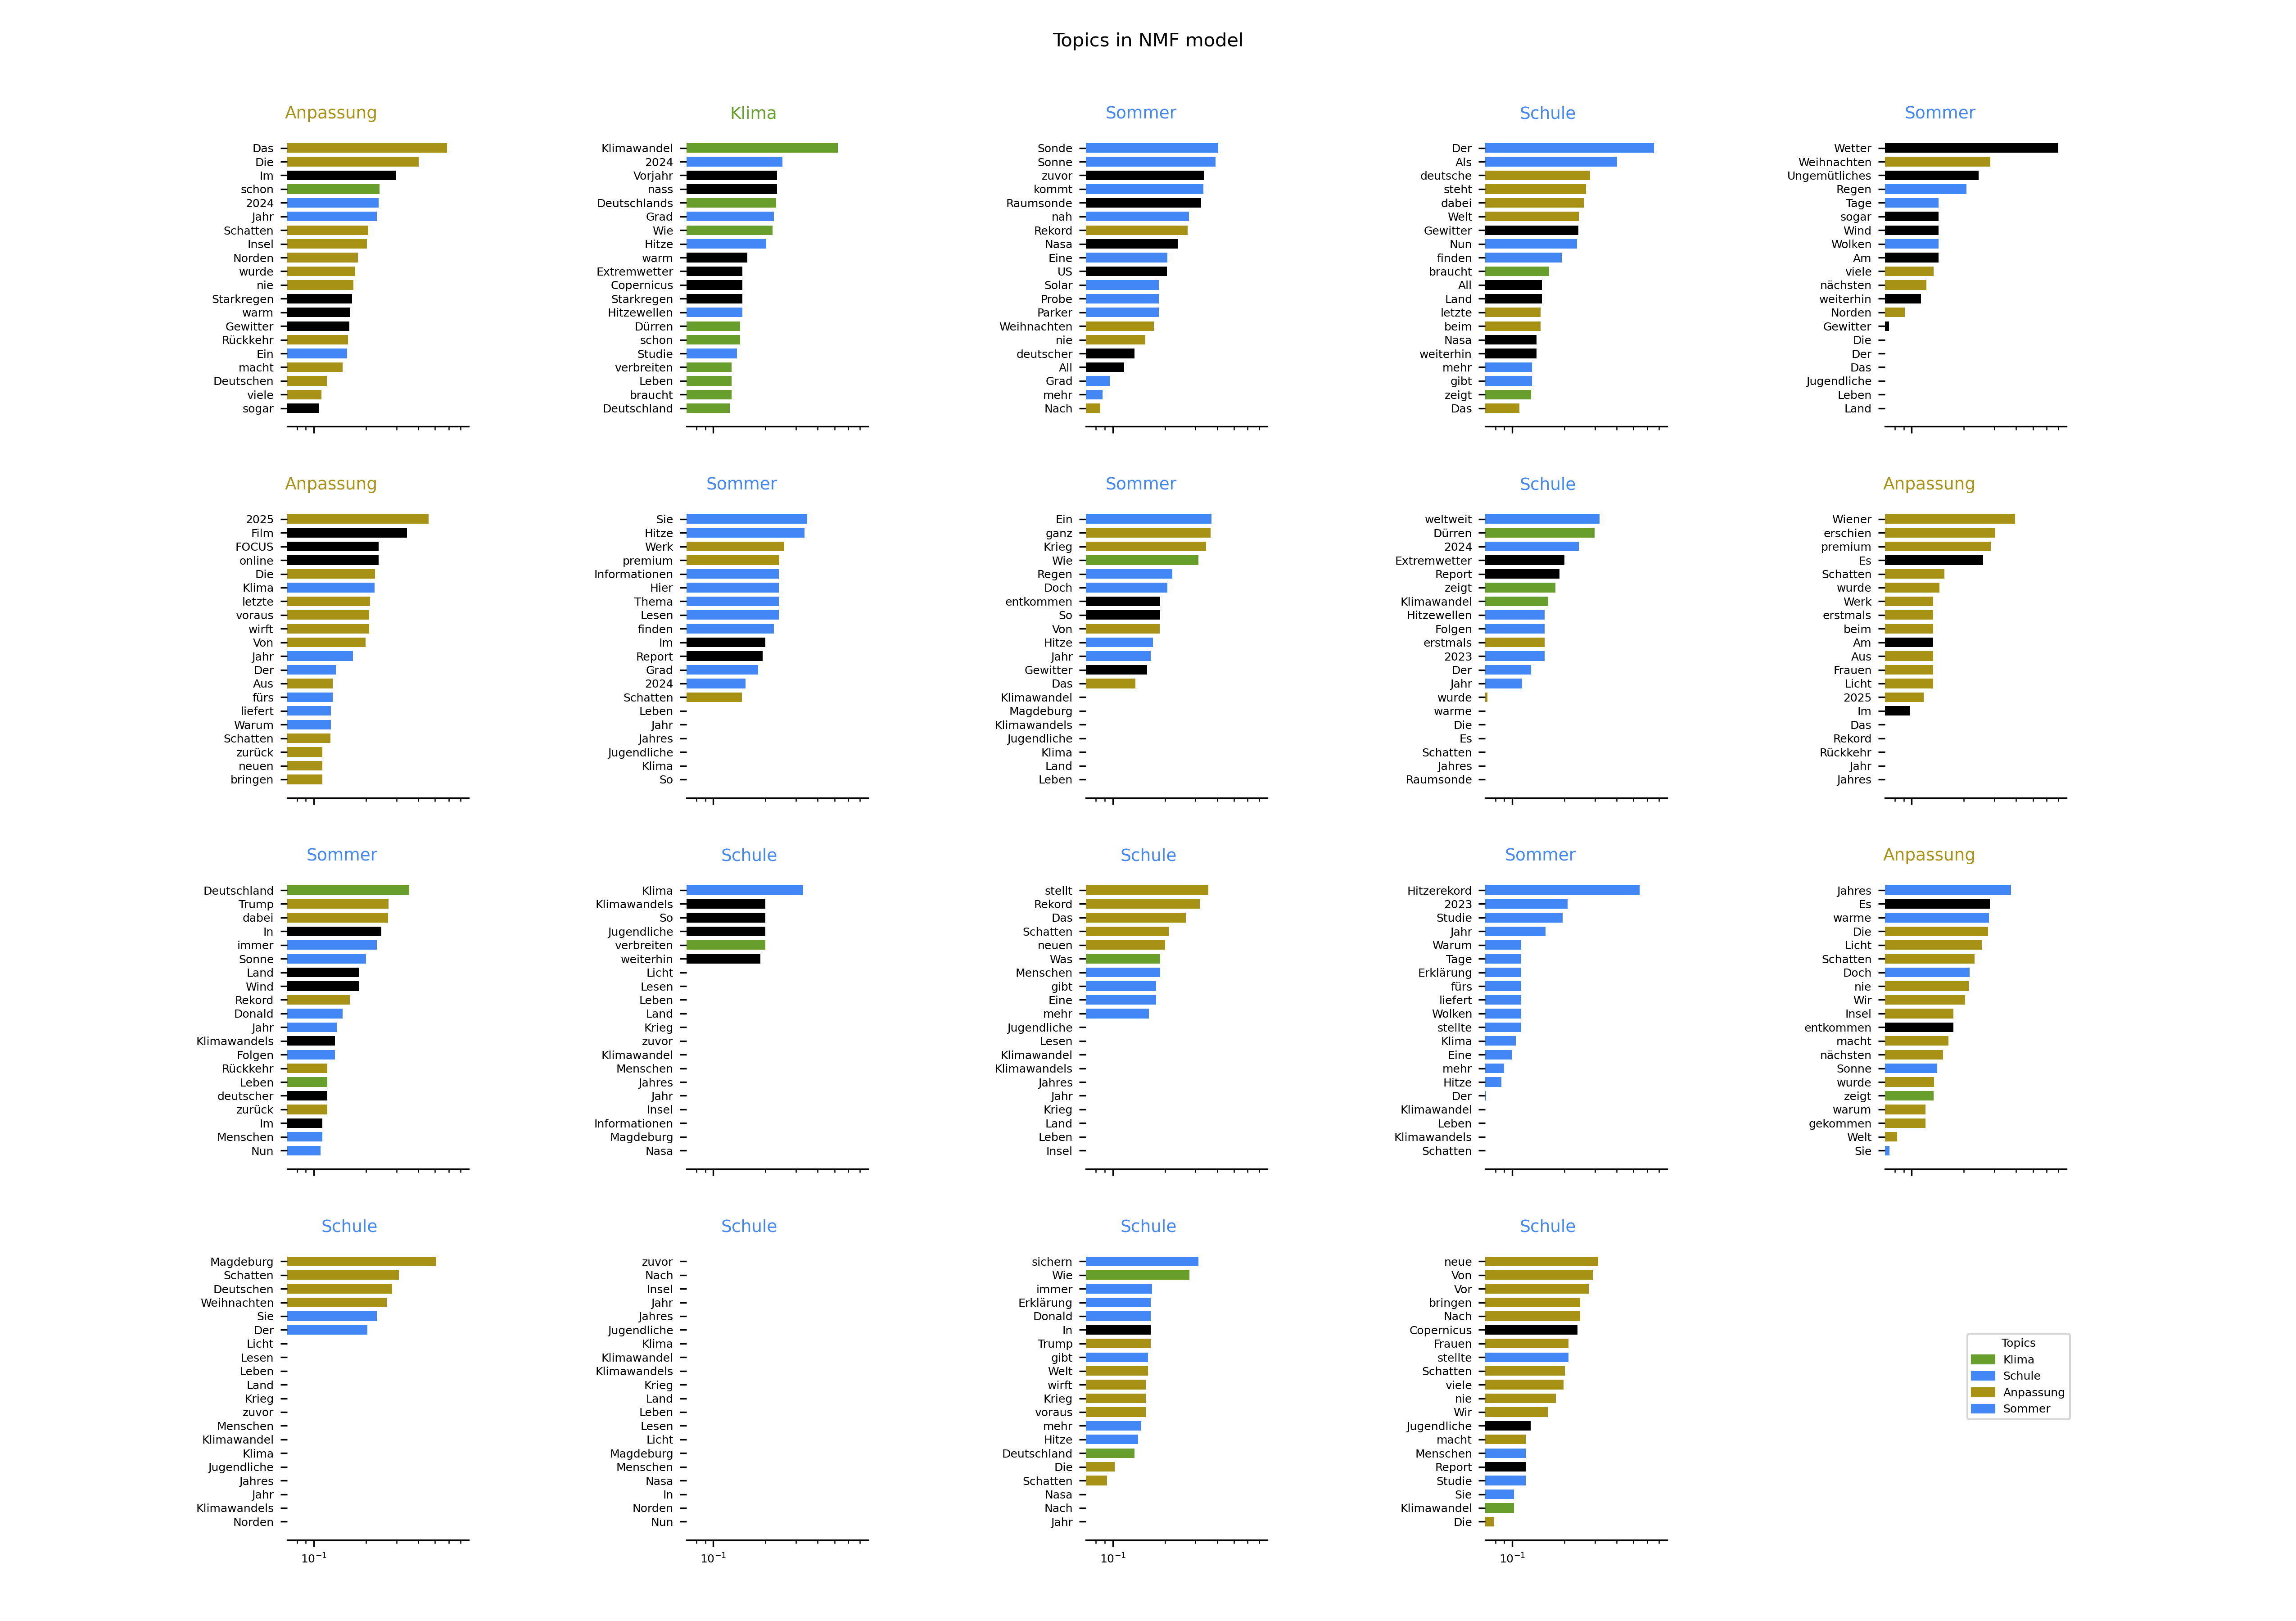 Topics in NMF model
Anpassung
Das
Die
Im
schon
2024
Jahr
Schatten
Insel
Norden
wurde
nie
Starkregen
warm
Gewitter
Rückkehr
Ein
macht
Deutschen
viele
sogar
Klima
Klimawandel
2024
Vorjahr
nass
Deutschlands
Grad
Wie
Hitze
warm
Extremwetter
Copernicus
Starkregen
Hitzewellen
Dürren
schon
Studie
verbreiten
Leben
braucht
Deutschland
Sommer
Sonde
Sonne
zuvor
kommt
Raumsonde
nah
Rekord
Nasa
Eine
US
Solar
Probe
Parker
Weihnachten
nie
deutscher
All
Grad
mehr
Nach
Schule
Der
Als
deutsche
steht
dabei
Welt
Gewitter
Nun
finden
braucht
All
Land
letzte
beim
Nasa
weiterhin
mehr
gibt
zeigt
Das
Sommer
Wetter
Weihnachten
Ungemütliches
Regen
Tage
sogar
Wind
Wolken
Am
viele
nächsten
weiterhin
Norden
Gewitter
Die
Der
Das
Jugendliche
Leben
Land
Anpassung
2025
Film
FOCUS
online
Die
Klima
letzte
voraus
wirft
Von
Jahr
Der
Aus
fürs
liefert
Warum
Schatten
zurück
neuen
bringen
Sommer
Sie
Hitze
Werk
premium
Informationen
Hier
Thema
Lesen
finden
Im
Report
Grad
2024
Schatten
Leben
Jahr
Jahres
Jugendliche
Klima
So
Sommer
Ein
ganz
Krieg
Wie
Regen
Doch
entkommen
So
Von
Hitze
Jahr
Gewitter
Das
Klimawandel
Magdeburg
Klimawandels
Jugendliche
Klima
Land
Leben
Schule
weltweit
Dürren
2024
Extremwetter
Report
zeigt
Klimawandel
Hitzewellen
Folgen
erstmals
2023
Der
Jahr
wurde
warme
Die
Es
Schatten
Jahres
Raumsonde
Anpassung
Wiener
erschien
premium
Es
Schatten
wurde
Werk
erstmals
beim
Am
Aus
Frauen
Licht
2025
Im
Das
Rekord
Rückkehr
Jahr
Jahres
Sommer
Deutschland
Trump
dabei
In
immer
Sonne
Land
Wind
Rekord
Donald
Jahr
Klimawandels
Folgen
Rückkehr
Leben
deutscher
zurück
Im
Menschen
Nun
Schule
Klima
Klimawandels
So
Jugendliche
verbreiten
weiterhin
Licht
Lesen
Leben
Land
Krieg
zuvor
Klimawandel
Menschen
Jahres
Jahr
Insel
Informationen
Magdeburg
Nasa
Schule
stellt
Rekord
Das
Schatten
neuen
Was
Menschen
gibt
Eine
mehr
Jugendliche
Lesen
Klimawandel
Klimawandels
Jahres
Jahr
Krieg
Land
Leben
Insel
Sommer
Hitzerekord
2023
Studie
Jahr
Warum
Tage
Erklärung
fürs
liefert
Wolken
stellte
Klima
Eine
mehr
Hitze
Der
Klimawandel
Leben
Klimawandels
Schatten
Anpassung
Jahres
Es
warme
Die
Licht
Schatten
Doch
nie
Wir
Insel
entkommen
macht
nächsten
Sonne
wurde
zeigt
warum
gekommen
Welt
Sie
Schule
Magdeburg
Schatten
Deutschen
Weihnachten
Sie
Der
Licht
Lesen
Leben
Land
Krieg
zuvor
Menschen
Klimawandel
Klima
Jugendliche
Jahres
Jahr
Klimawandels
Norden
10⁻¹
Schule
zuvor
Nach
Insel
Jahr
Jahres
Jugendliche
Klima
Klimawandel
Klimawandels
Krieg
Land
Leben
Lesen
Licht
Magdeburg
Menschen
Nasa
In
Norden
Nun
10⁻¹
Schule
sichern
Wie
immer
Erklärung
Donald
In
Trump
gibt
Welt
wirft
Krieg
voraus
mehr
Hitze
Deutschland
Die
Schatten
Nasa
Nach
Jahr
10⁻¹
Schule
neue
Von
Vor
bringen
Nach
Copernicus
Frauen
stellte
Schatten
viele
nie
Wir
Jugendliche
macht
Menschen
Report
Studie
Sie
Klimawandel
Die
10⁻¹
Topics
Klima
Schule
Anpassung
Sommer